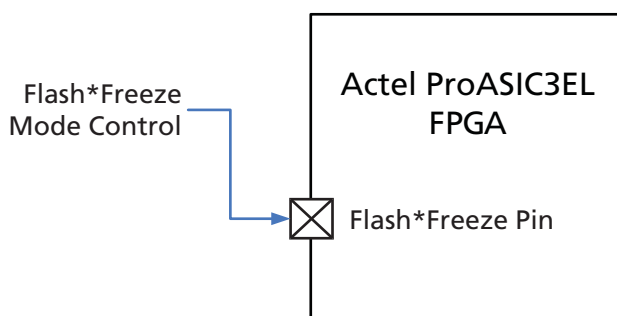 Flash*Freeze
Mode Control
Actel ProASIC3EL
FPGA
Flash*Freeze Pin